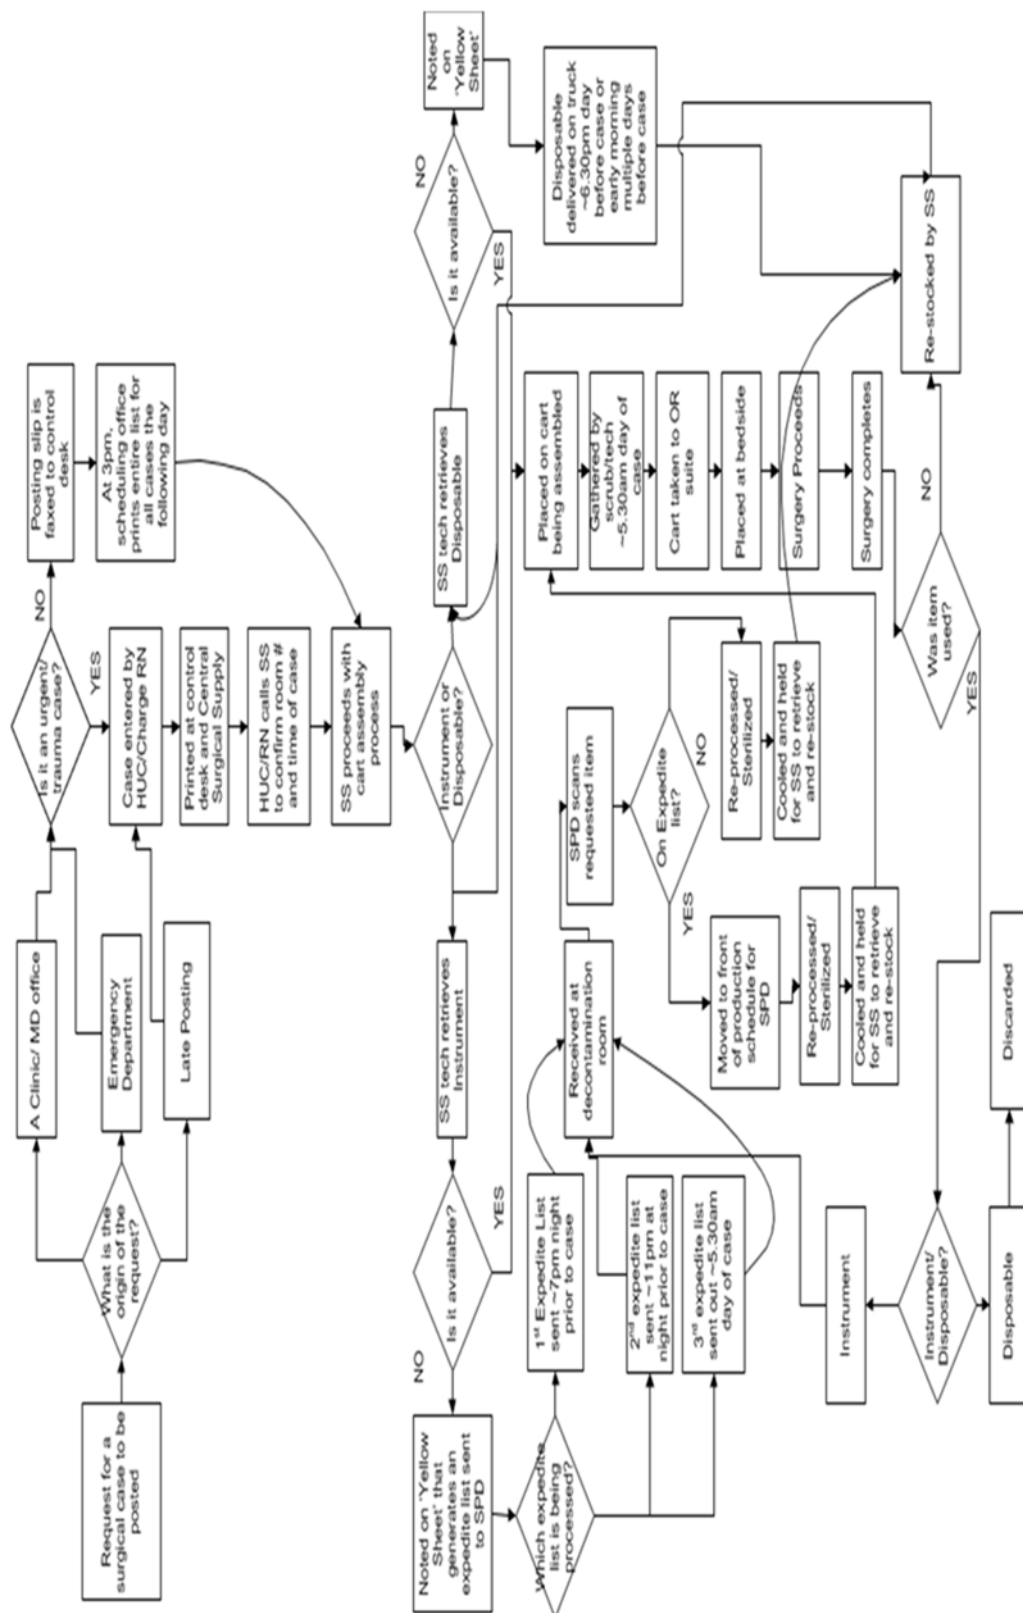 Request for a
surgical case to be
posted
What is the
origin of the
request?
A Clinic/ MD office
Emergency
Department
Late Posting
Is it an urgent/
trauma case?
NO
YES
Posting slip is
faxed to control
desk
At 3pm,
scheduling office
prints entire list for
all cases the
following day
Case entered by
HUC/Charge RN
Printed at control
desk and Central
Surgical Supply
HUC/RN calls SS
to confirm room #
and time of case
SS proceeds with
cart assembly
process
Instrument or
Disposable?
SS tech retrieves
Instrument
Is it available?
NO
YES
Noted on "Yellow
Sheet" that
generates an
expedite list sent
to SPD
Which expedite
list is being
processed?
1st Expedite List
sent ~7pm night
prior to case
2nd expedite list
sent ~11pm at
night prior to case
3rd expedite list
sent out ~5.30am
day of case
Received at
decontamination
room
SPD scans
requested item
On Expedite
list?
YES
NO
Moved to front
of production
schedule for
SPD
Re-processed/
Sterilized
Cooled and held
for SS to retrieve
and re-stock
Re-processed/
Sterilized
Cooled and held
for SS to retrieve
and re-stock
SS tech retrieves
Disposable
Is it available?
NO
YES
Noted
on
"Yellow
Sheet"
Disposable
delivered on truck
~6.30pm day
before case or
early morning
multiple days
before case
Placed on cart
being assembled
Gathered by
scrub/tech
~5.30am day of
case
Cart taken to OR
suite
Placed at bedside
Surgery Proceeds
Surgery completes
Was item
used?
NO
YES
Re-stocked by SS
Instrument/
Disposable?
Instrument
Disposable
Discarded